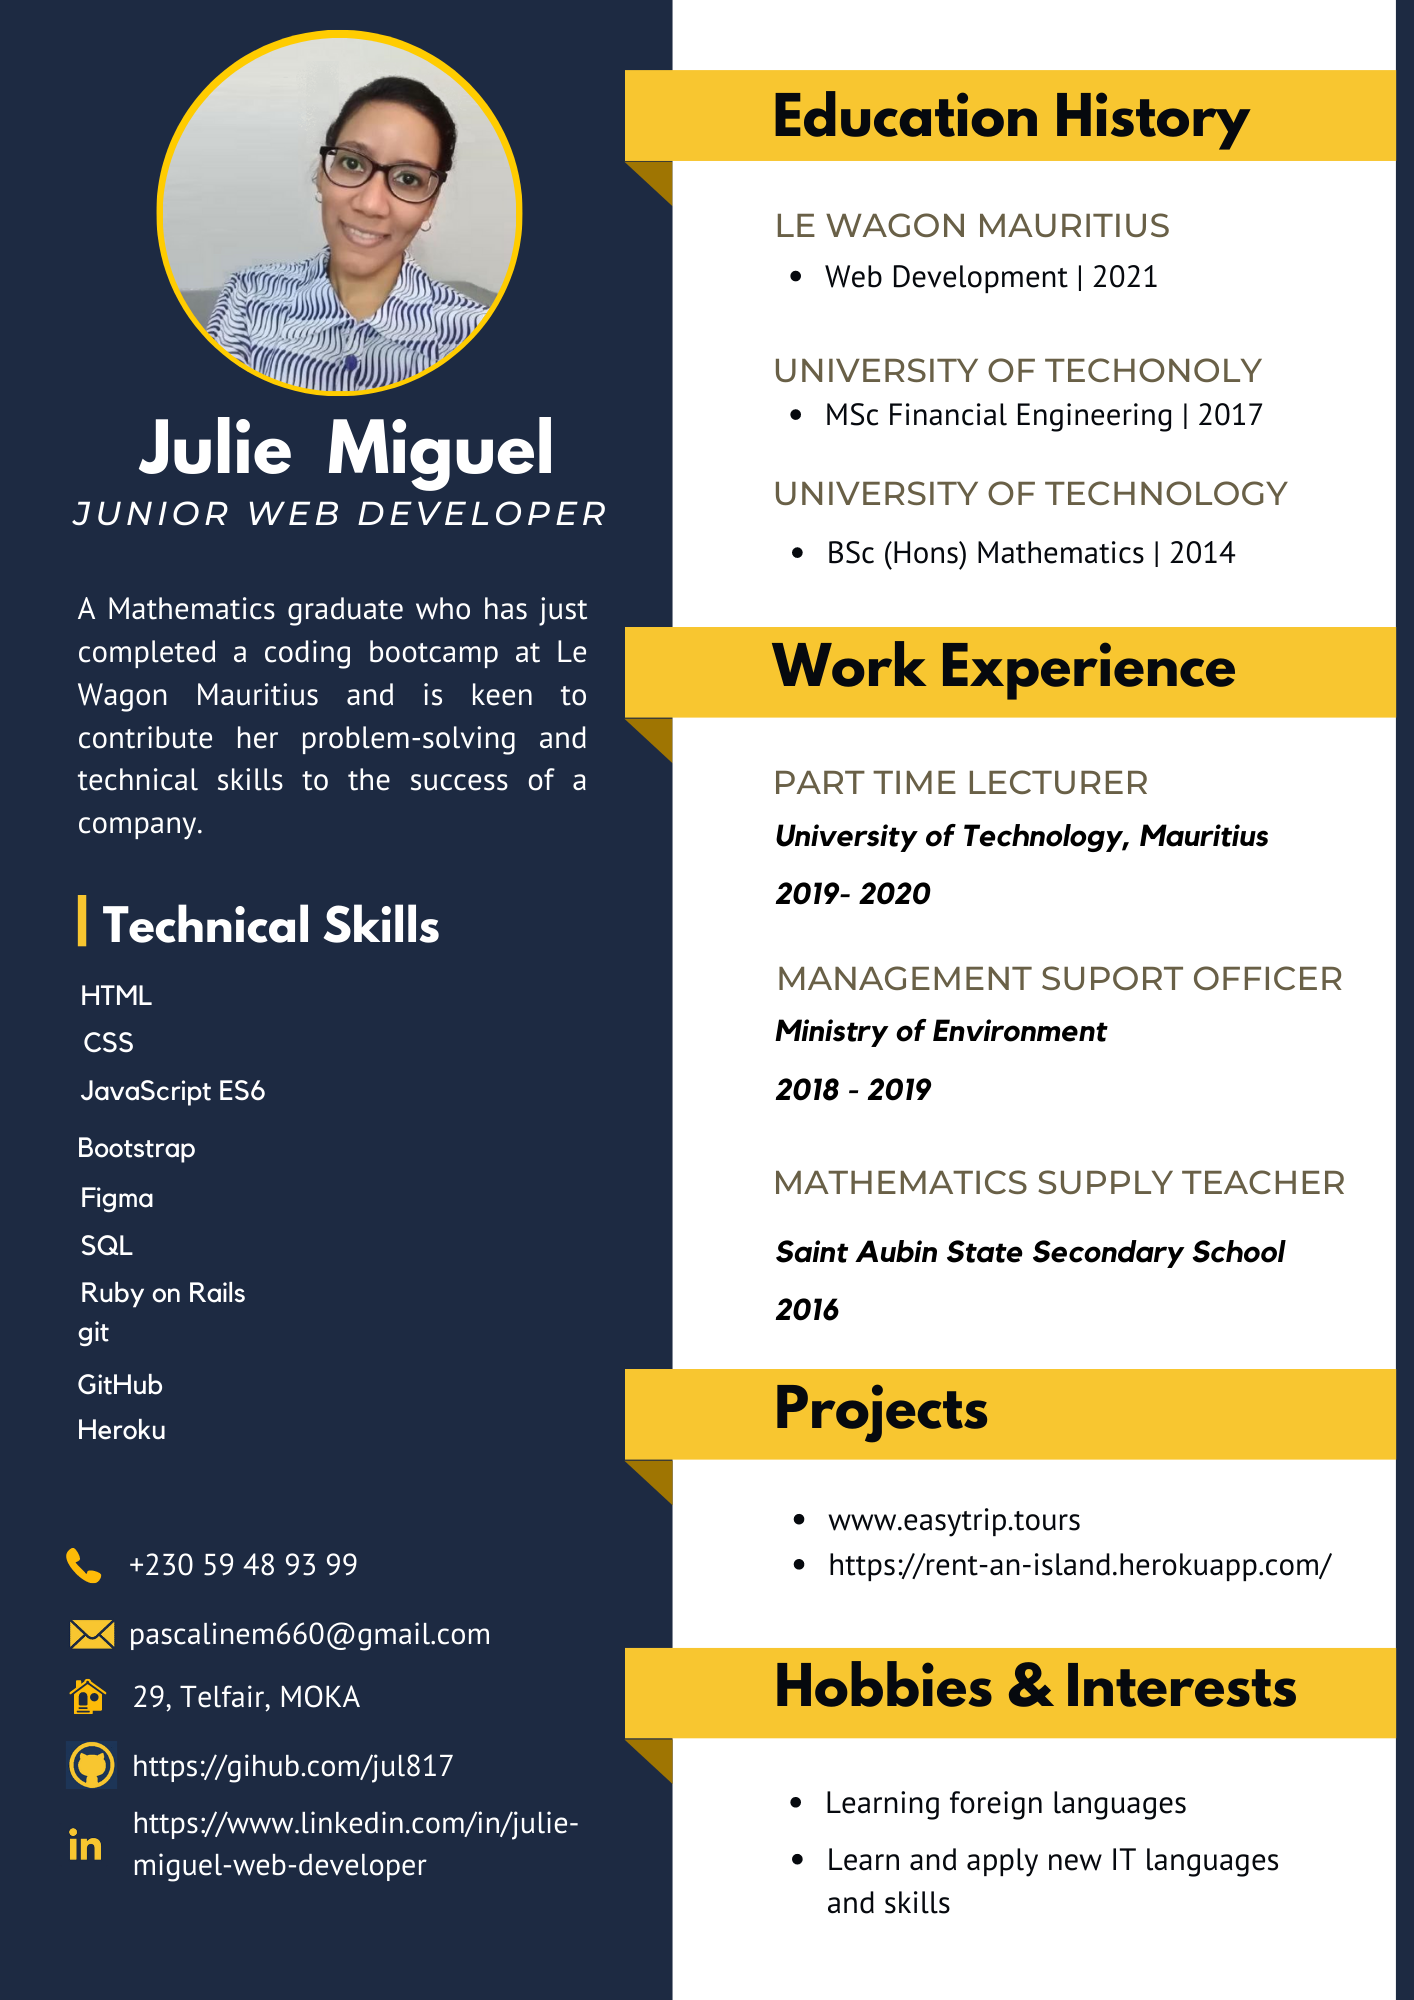 Julie Miguel
JUNIOR WEB DEVELOPER
A Mathematics graduate who has just
completed a coding bootcamp at Le
Wagon Mauritius and is keen to
contribute her problem-solving and
technical skills to the success of a
company.
Technical Skills
HTML
CSS
JavaScript ES6
Bootstrap
Figma
SQL
Ruby on Rails
git
GitHub
Heroku
+230 59 48 93 99
pascalinem660@gmail.com
29, Telfair, MOKA
https://gihub.com/jul817
in
https://www.linkedin.com/in/julie-
miguel-web-developer
Education History
LE WAGON MAURITIUS
• Web Development | 2021
UNIVERSITY OF TECHONOLY
• MSc Financial Engineering | 2017
UNIVERSITY OF TECHNOLOGY
• BSc (Hons) Mathematics | 2014
Work Experience
PART TIME LECTURER
University of Technology, Mauritius
2019- 2020
MANAGEMENT SUPORT OFFICER
Ministry of Environment
2018 - 2019
MATHEMATICS SUPPLY TEACHER
Saint Aubin State Secondary School
2016
Projects
• www.easytrip.tours
• https://rent-an-island.herokuapp.com/
Hobbies & Interests
• Learning foreign languages
• Learn and apply new IT languages
and skills